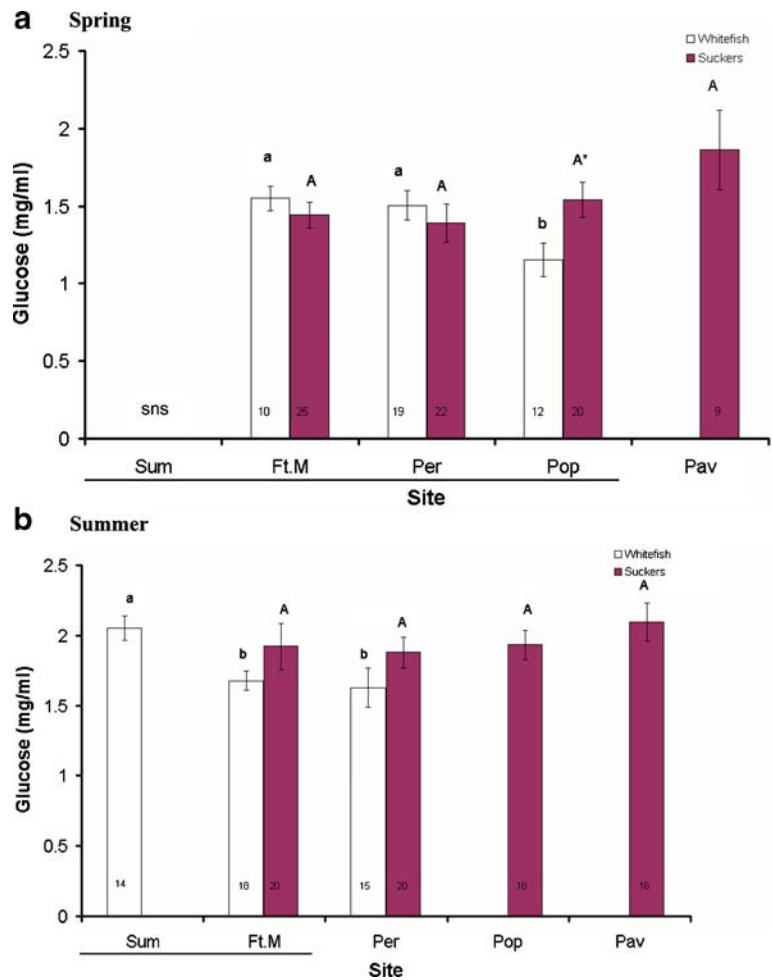 a Spring
2.5
Whitefish
Suckers
A
2
a
a
A*
A
A
1.5
b
Glucose (mg/ml)
1
0.5
sns
10 25 19 22 12 20 9
0
Sum Ft.M Per Pop Pav
Site
b Summer
2.5
Whitefish
Suckers
a
A
A
A
A
2
b
b
1.5
Glucose (mg/ml)
1
0.5
14 18 20 15 20 18 16
0
Sum Ft.M Per Pop Pav
Site